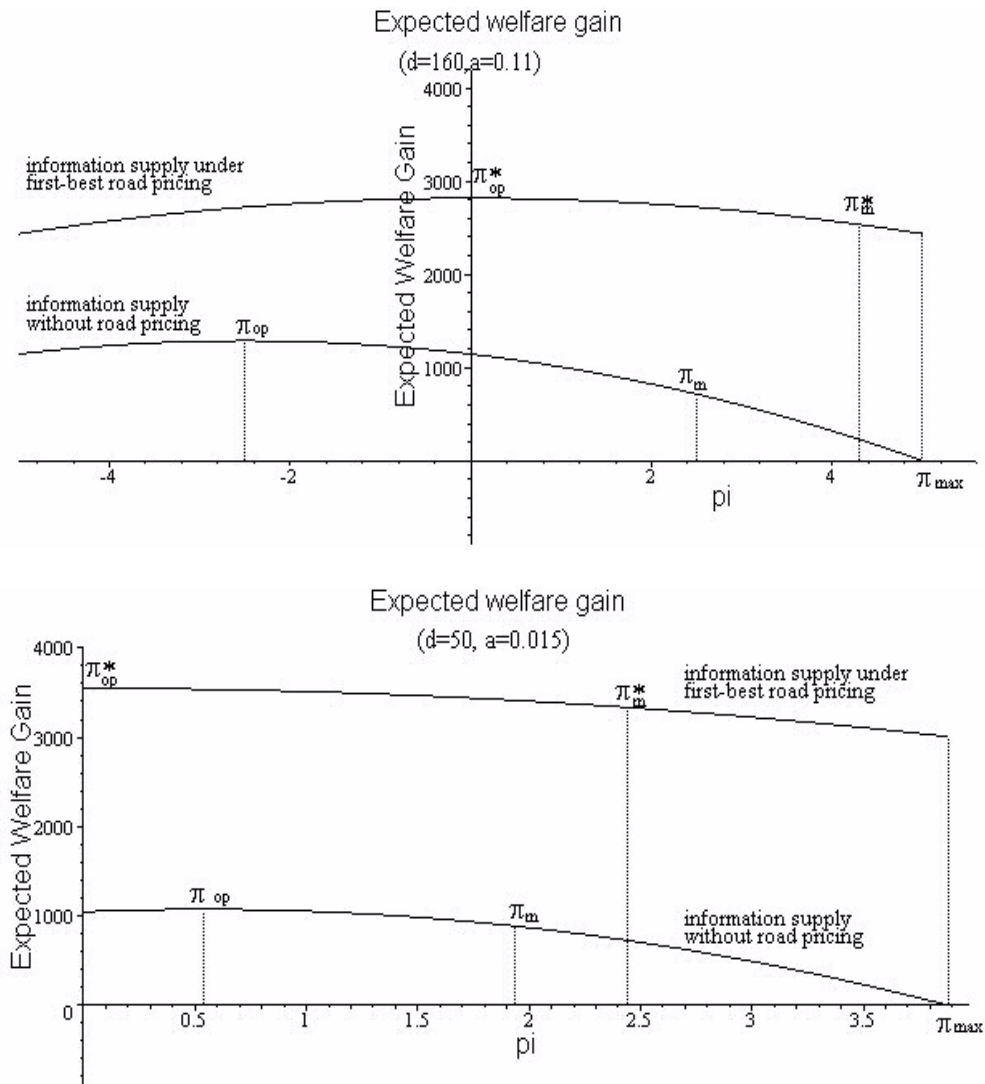 Expected welfare gain
(d=160,a=0.11)
4000
Expected Welfare Gain
information supply under
first-best road pricing
3000
π*op
π*m
2000
information supply
without road pricing
πop
1000
πm
-4
-2
2
4
πmax
pi
Expected welfare gain
(d=50, a=0.015)
4000
Expected Welfare Gain
π*op
π*m
information supply under
first-best road pricing
3000
2000
π op
1000
πm
information supply
without road pricing
0
0.5
1
1.5
2
2.5
3
3.5
πmax
pi